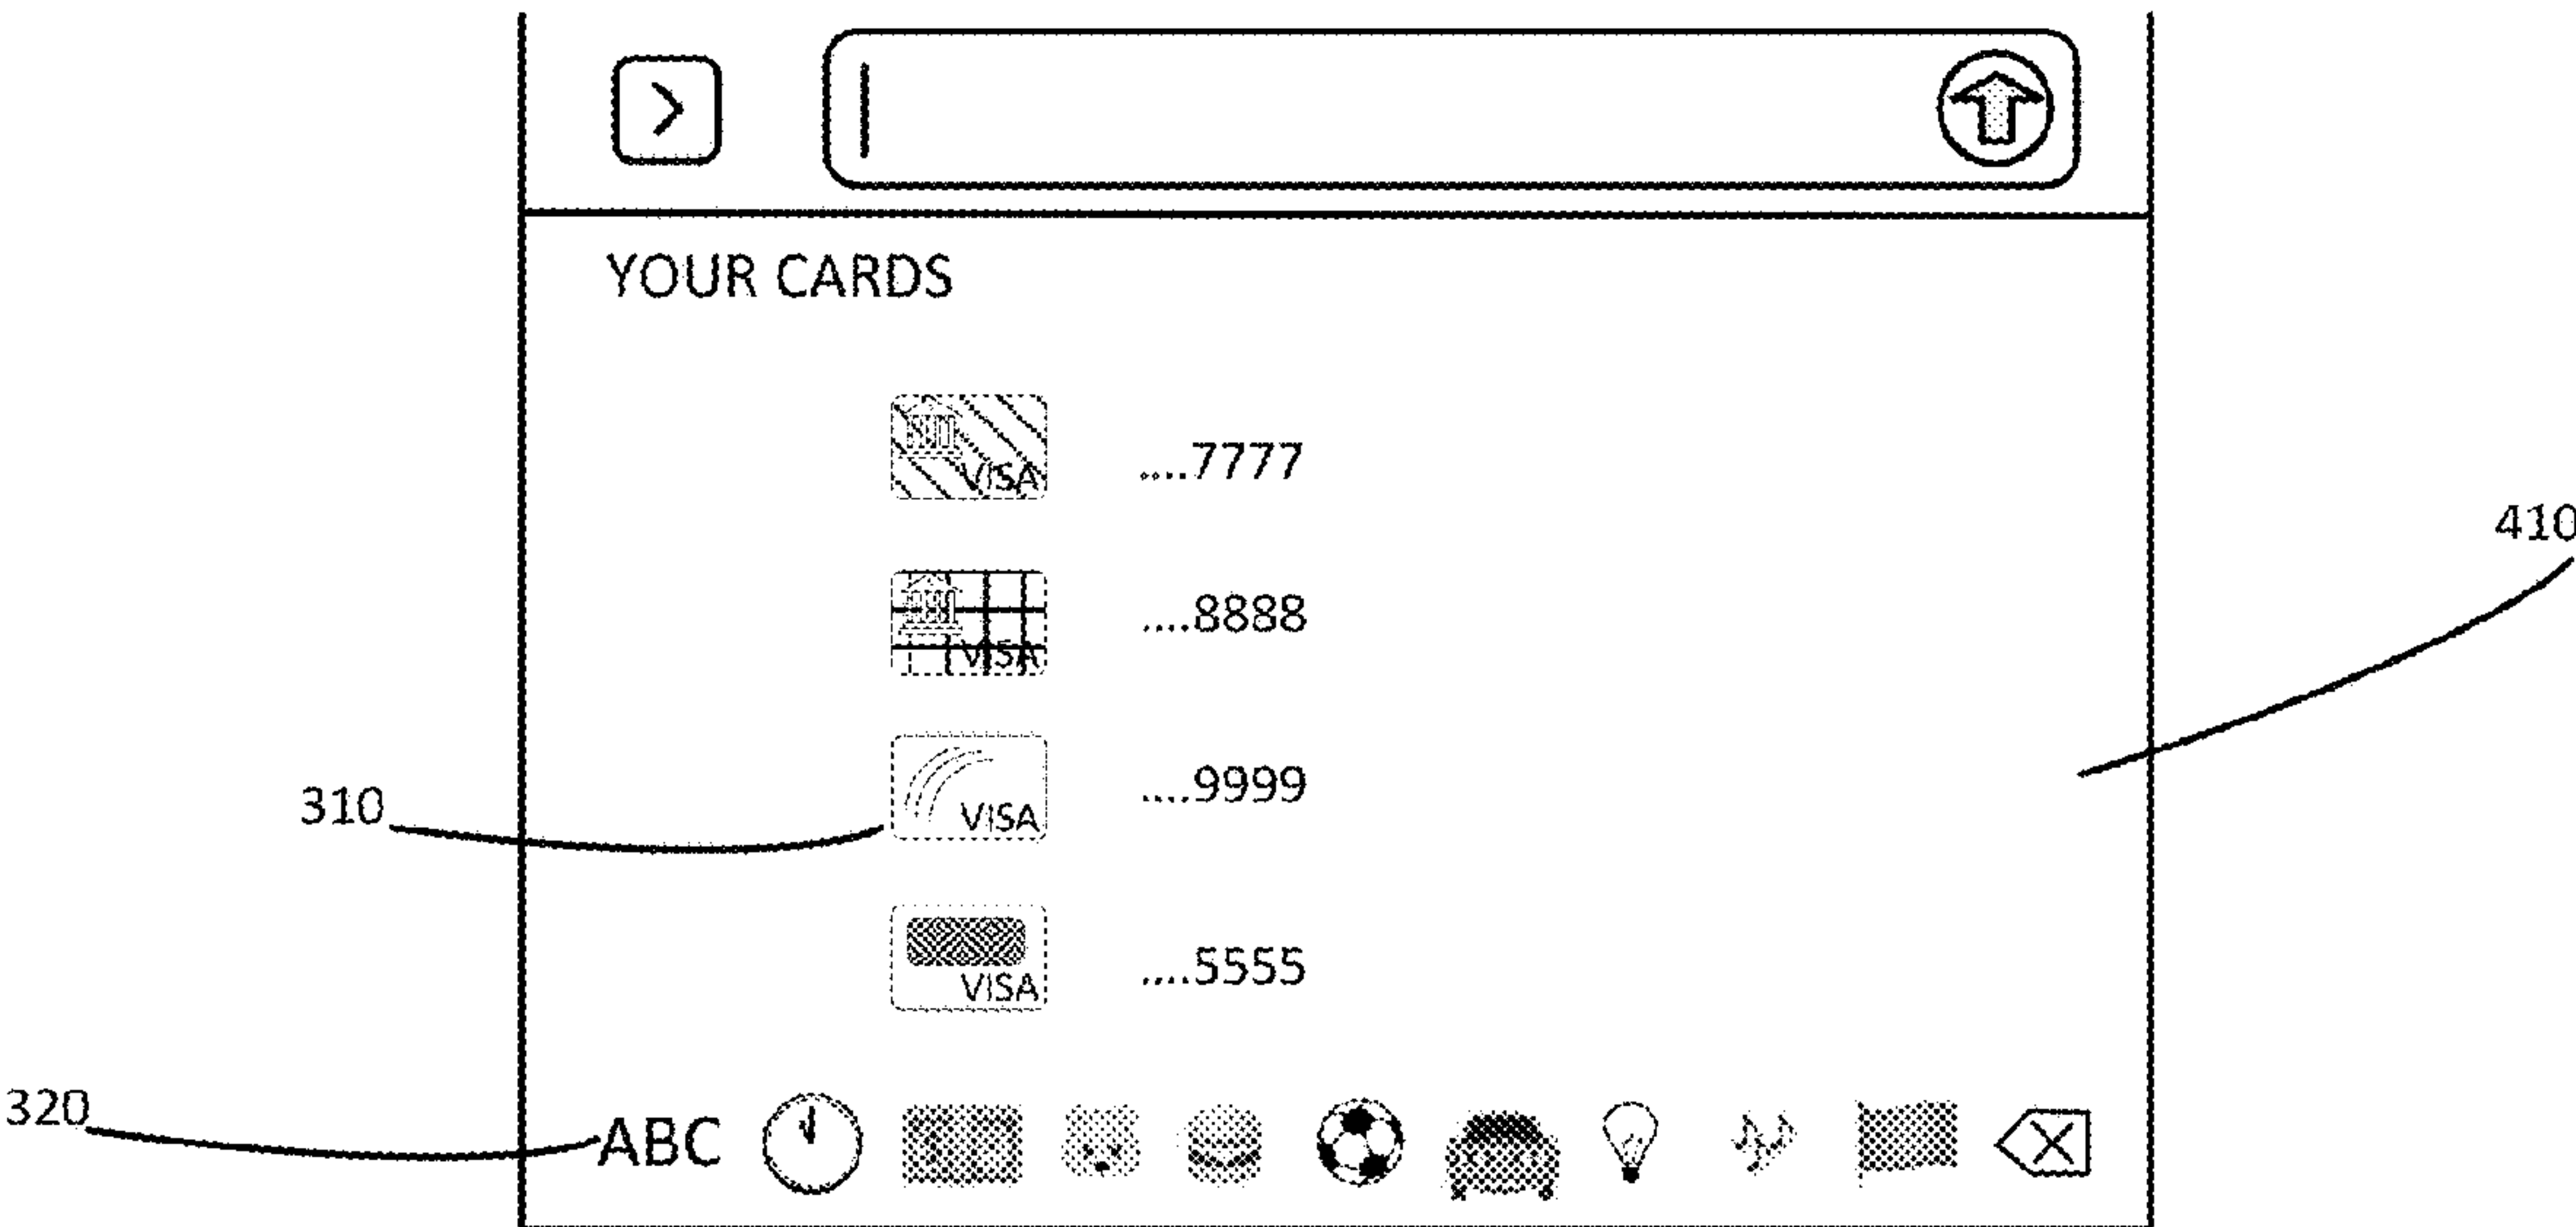 >
YOUR CARDS
VISA ....7777
410
VISA ....8888
310 VISA ....9999
VISA ....5555
320 ABC